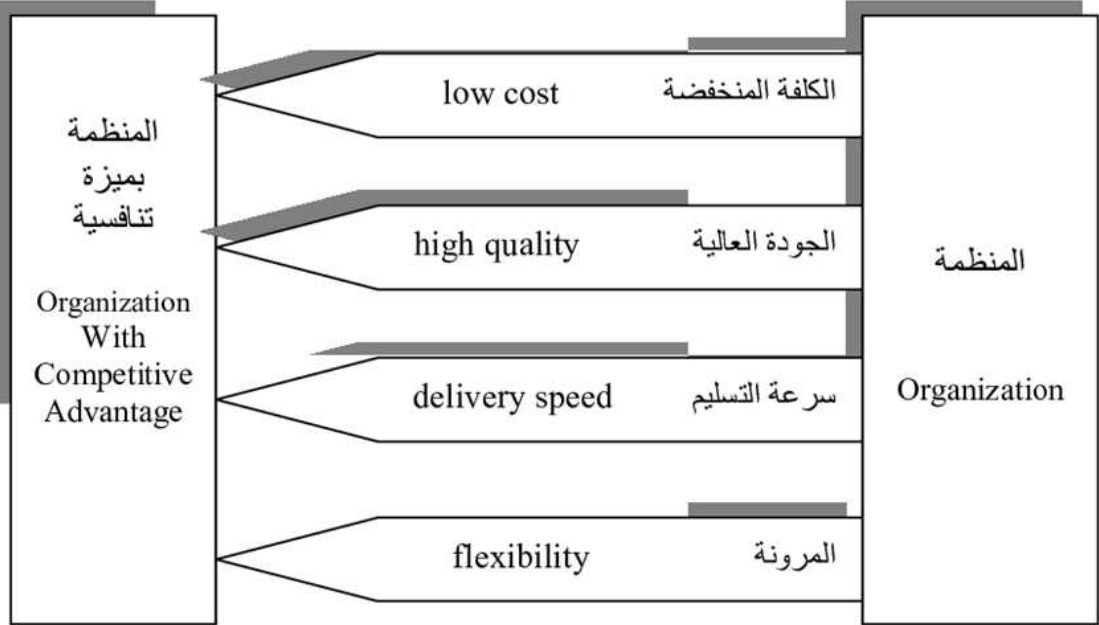 المنظمة
Organization
low cost الكلفة المنخفضة
high quality الجودة العالية
delivery speed سرعة التسليم
flexibility المرونة
المنظمة
بميزة
تنافسية
Organization
With
Competitive
Advantage